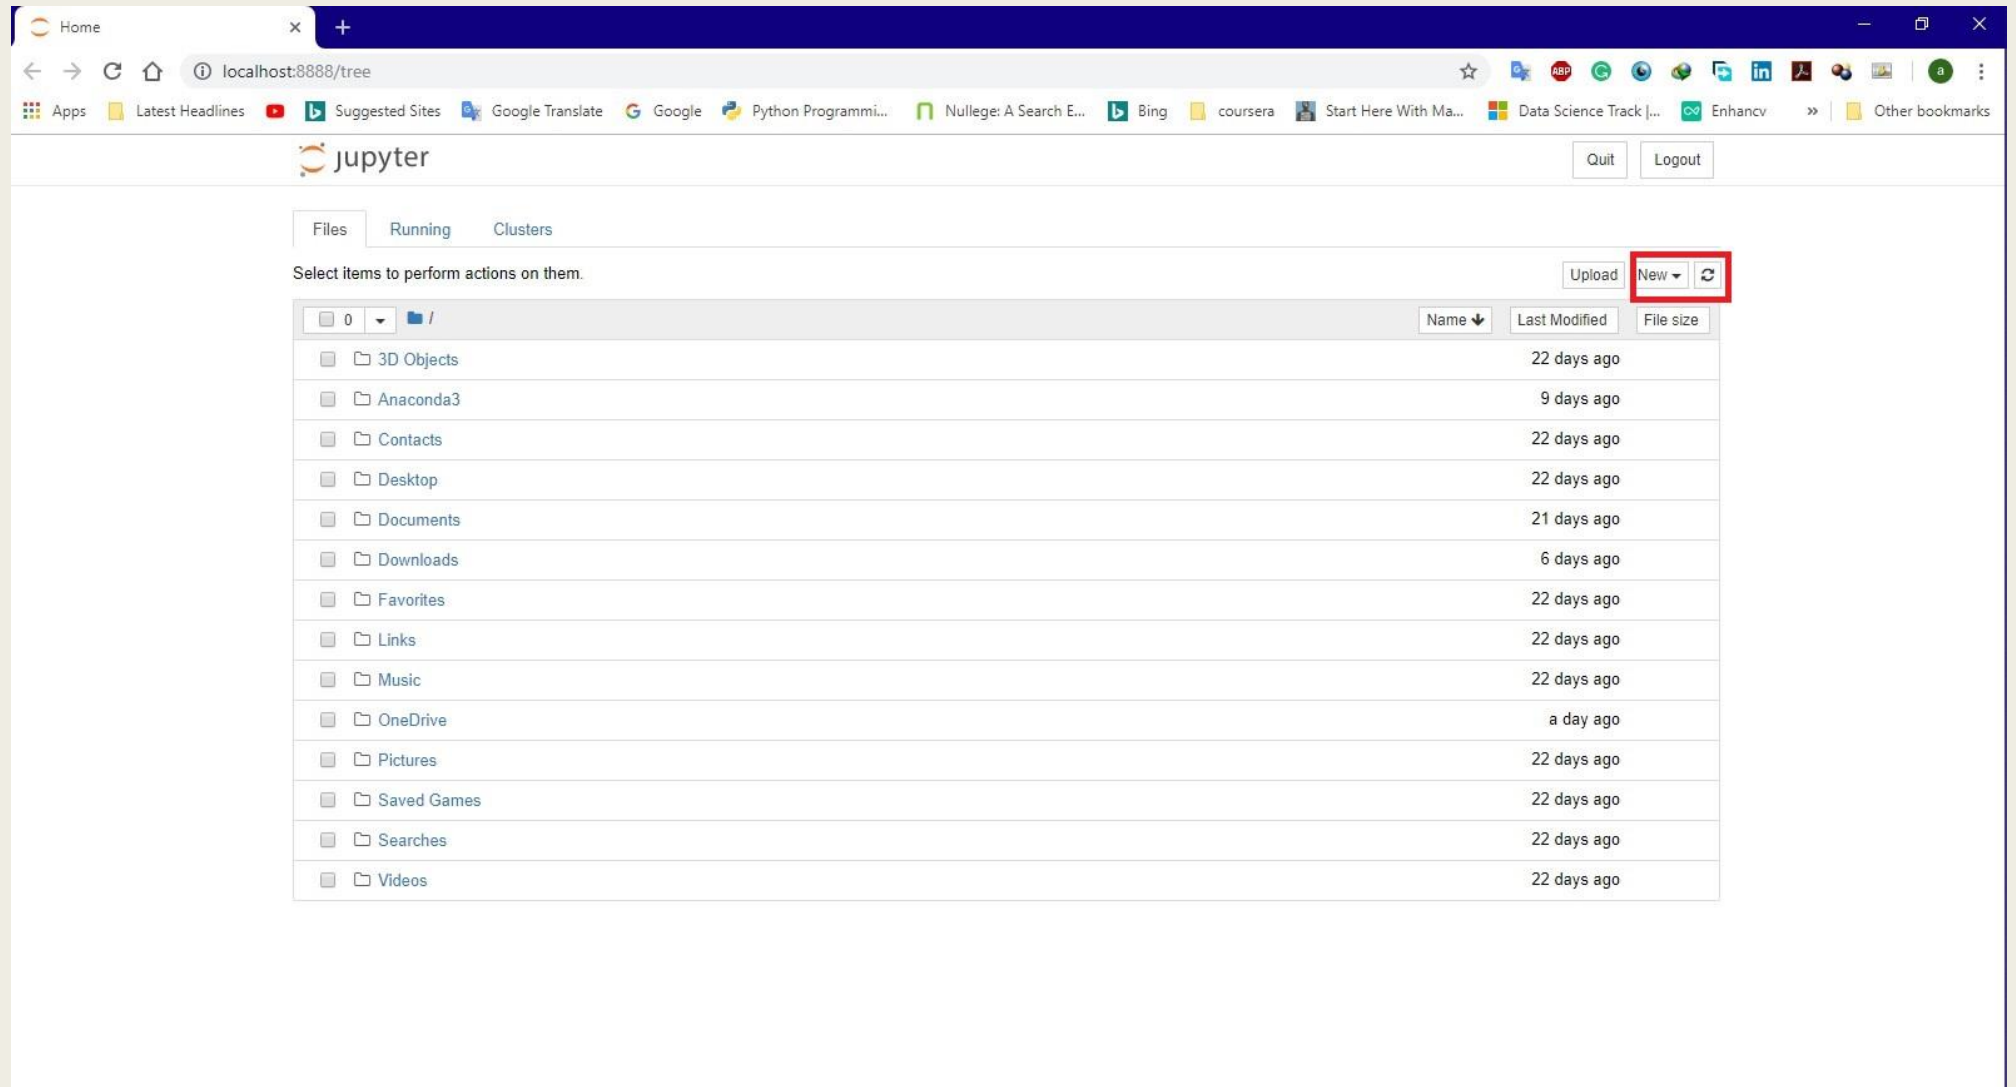 Home
localhost:8888/tree
ABP
in
a
Apps Latest Headlines Suggested Sites Google Translate G Google Python Programmi... Nullege: A Search E... Bing coursera Start Here With Ma... Data Science Track |... Enhancv » Other bookmarks
jupyter Quit Logout
Files Running Clusters
Select items to perform actions on them. Upload New
0 / Name Last Modified File size
3D Objects 22 days ago
Anaconda3 9 days ago
Contacts 22 days ago
Desktop 22 days ago
Documents 21 days ago
Downloads 6 days ago
Favorites 22 days ago
Links 22 days ago
Music 22 days ago
OneDrive a day ago
Pictures 22 days ago
Saved Games 22 days ago
Searches 22 days ago
Videos 22 days ago